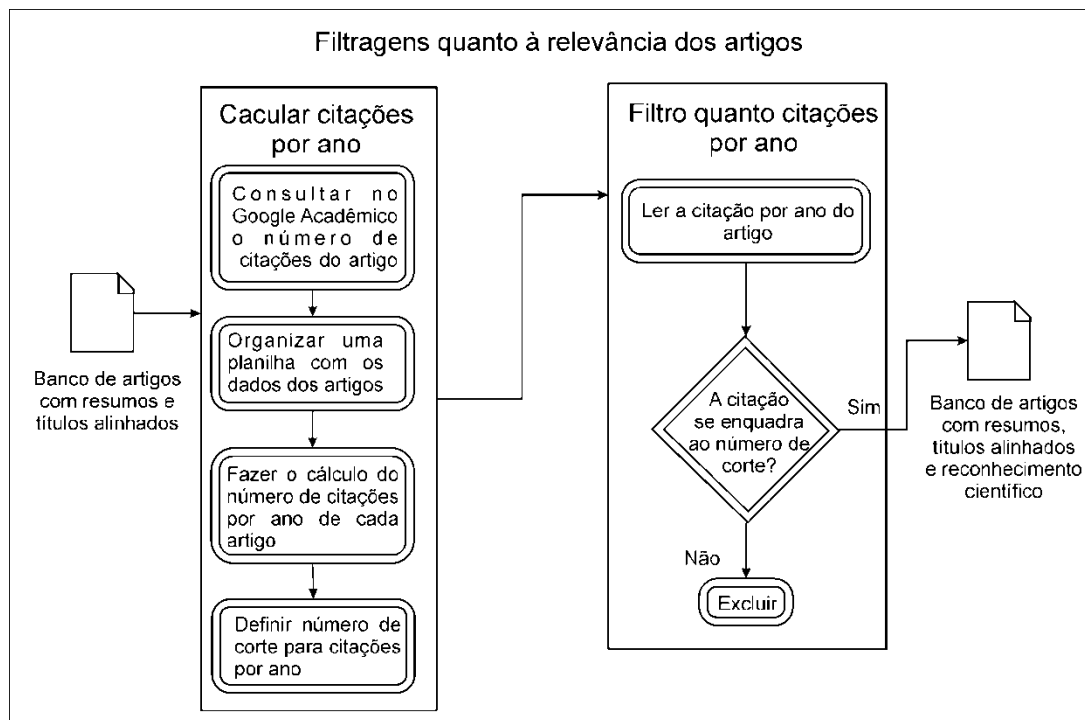 Filtragens quanto à relevância dos artigos
Cacular citações
por ano
Consultar no
Google Acadêmico
o número de
citações do artigo
Organizar uma
planilha com os
dados dos artigos
Fazer o cálculo do
número de citações
por ano de cada
artigo
Definir número de
corte para citações
por ano
Banco de artigos
com resumos e
títulos alinhados
Filtro quanto citações
por ano
Ler a citação por ano do
artigo
A citação
se enquadra
ao número de
corte?
Sim
Não
Excluir
Banco de artigos
com resumos,
títulos alinhados
e reconhecimento
científico